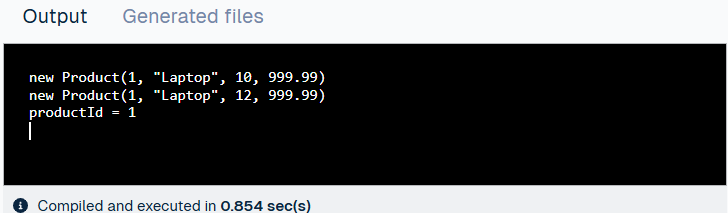 Output Generated files
new Product(1, "Laptop", 10, 999.99)
new Product(1, "Laptop", 12, 999.99)
productId = 1
Compiled and executed in 0.854 sec(s)